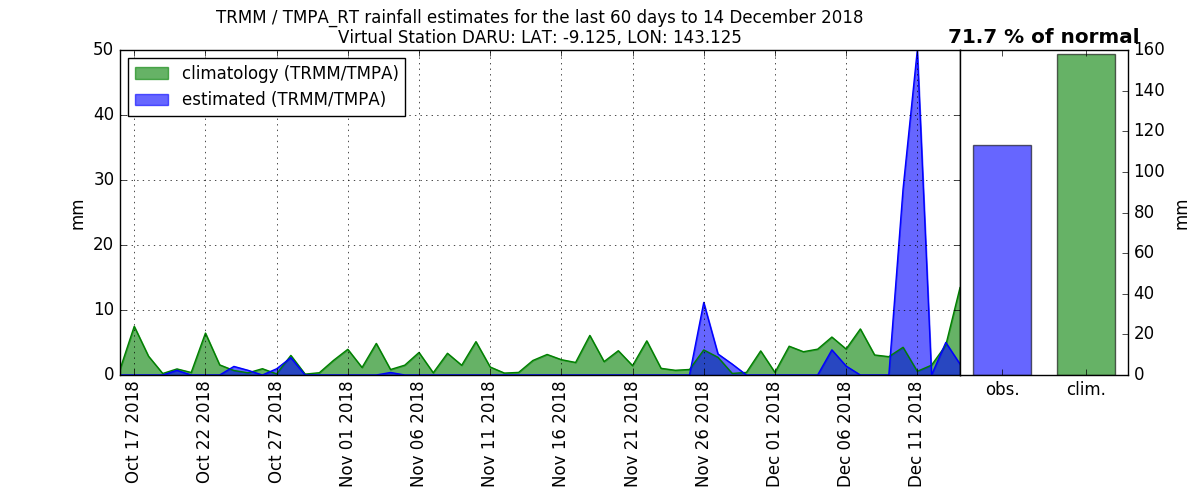 TRMM / TMPA_RT rainfall estimates for the last 60 days to 14 December 2018
Virtual Station DARU: LAT: -9.125, LON: 143.125
71.7 % of normal
climatology (TRMM/TMPA)
estimated (TRMM/TMPA)
mm
50
40
30
20
10
0
Oct 17 2018
Oct 22 2018
Oct 27 2018
Nov 01 2018
Nov 06 2018
Nov 11 2018
Nov 16 2018
Nov 21 2018
Nov 26 2018
Dec 01 2018
Dec 06 2018
Dec 11 2018
obs.
clim.
160
140
120
100
80
60
40
20
0
mm